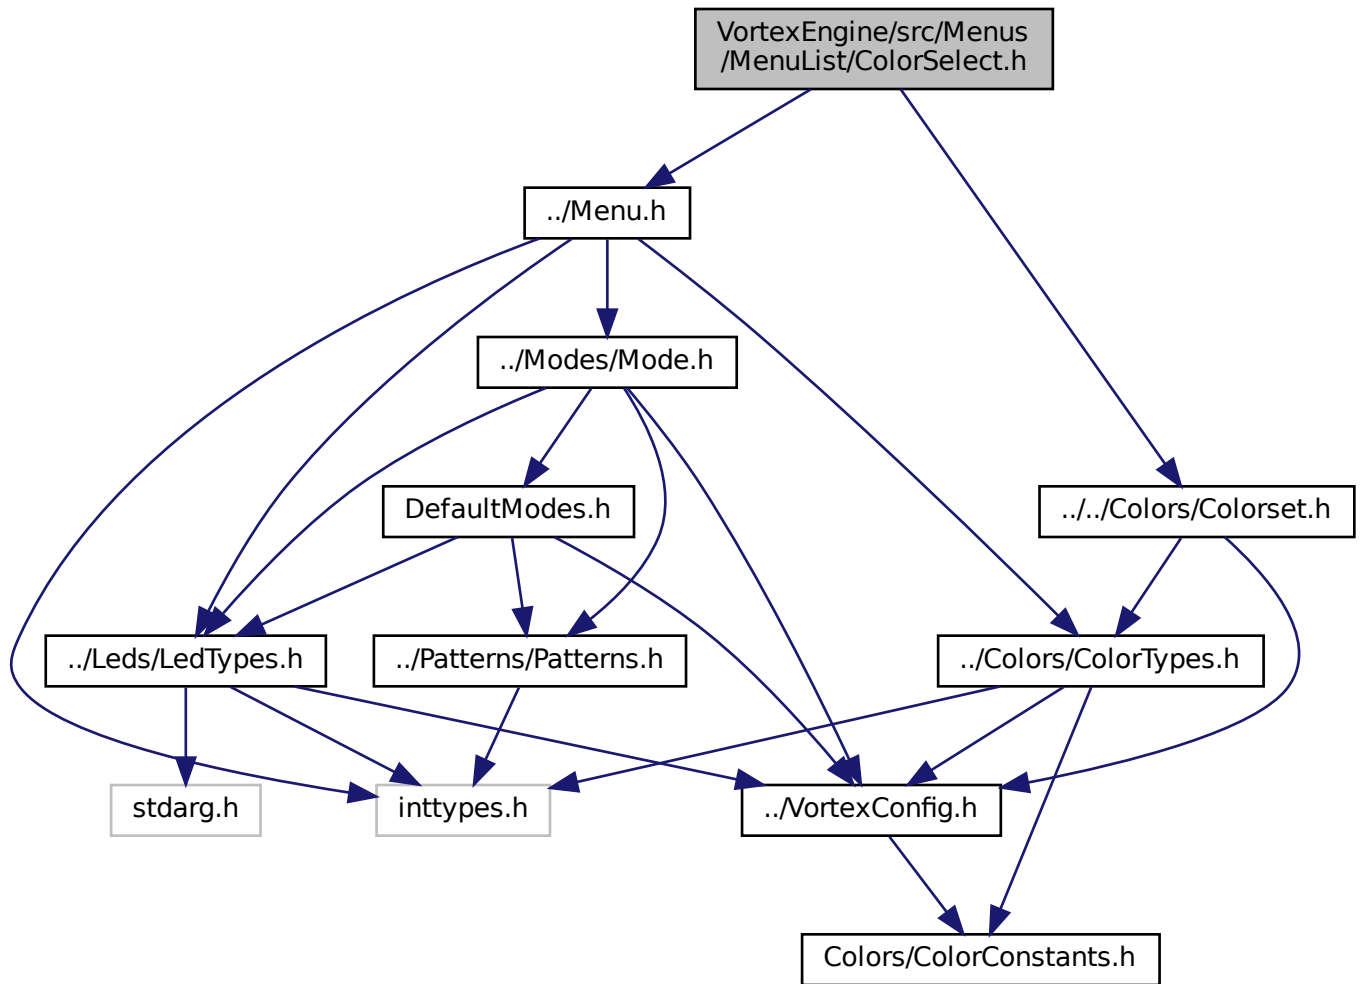 VortexEngine/src/Menus
/MenuList/ColorSelect.h
../Menu.h
../Modes/Mode.h
DefaultModes.h
../../Colors/Colorset.h
../Leds/LedTypes.h
../Patterns/Patterns.h
../Colors/ColorTypes.h
stdarg.h
inttypes.h
../VortexConfig.h
Colors/ColorConstants.h